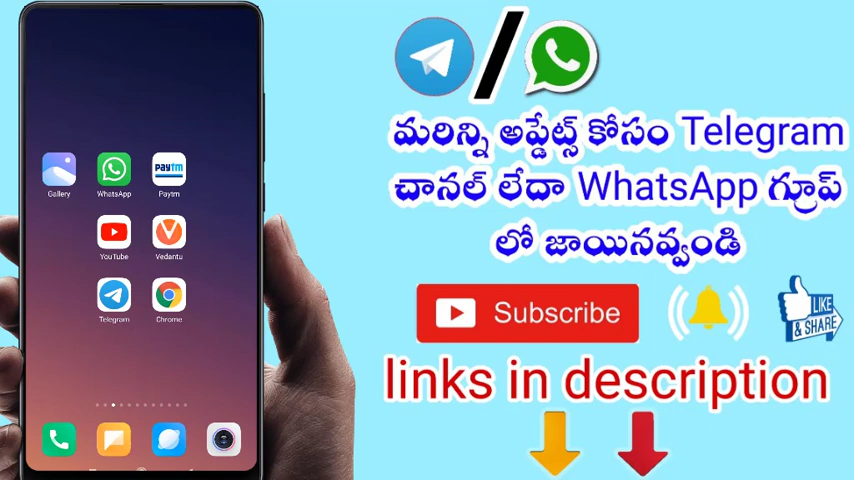 Gallery
WhatsApp
Paytm
Paytm
YouTube
Vedantu
Telegram
Chrome
మరిన్ని అప్డేట్స్ కోసం Telegram
చానల్ లేదా WhatsApp గ్రూప్
లో జాయినవ్వండి
Subscribe
LIKE
& SHARE
links in description